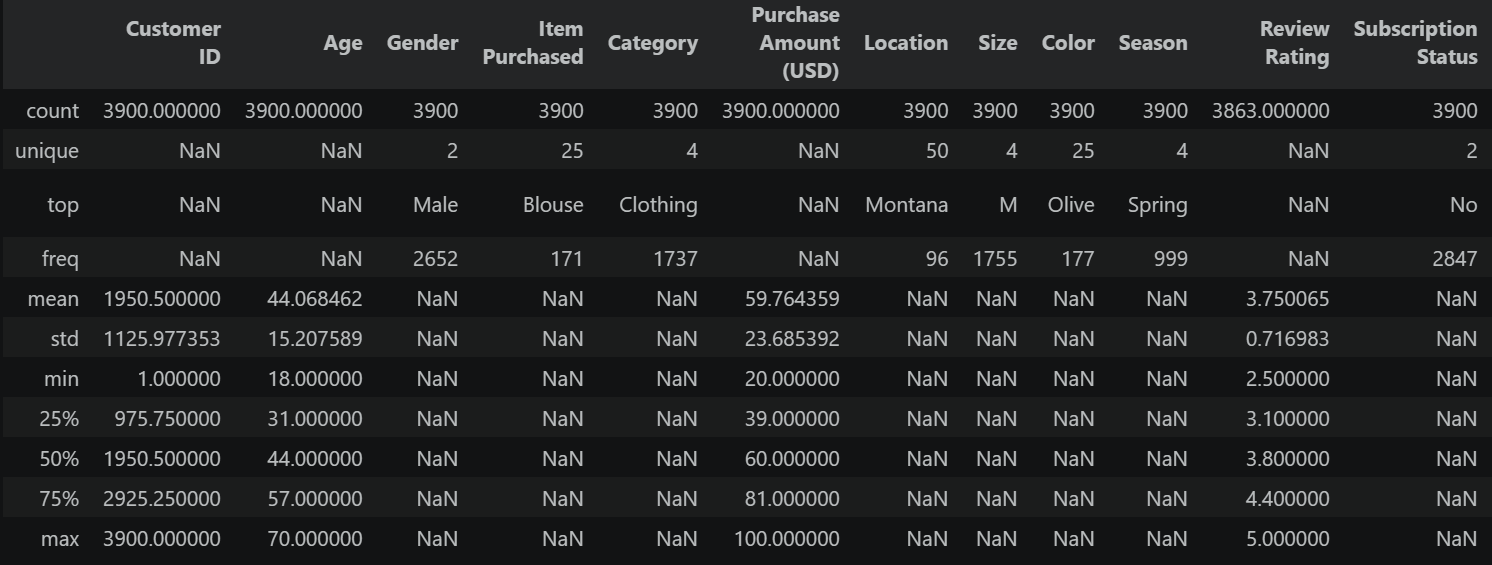 Customer ID Age Gender Item Purchased Category Purchase Amount (USD) Location Size Color Season Review Rating Subscription Status
count 3900.000000 3900.000000 3900 3900 3900 3900.000000 3900 3900 3900 3900 3863.000000 3900
unique NaN NaN 2 25 4 NaN 50 4 25 4 NaN 2
top NaN NaN Male Blouse Clothing NaN Montana M Olive Spring NaN No
freq NaN NaN 2652 171 1737 NaN 96 1755 177 999 NaN 2847
mean 1950.500000 44.068462 NaN NaN NaN 59.764359 NaN NaN NaN NaN 3.750065 NaN
std 1125.977353 15.207589 NaN NaN NaN 23.685392 NaN NaN NaN NaN 0.716983 NaN
min 1.000000 18.000000 NaN NaN NaN 20.000000 NaN NaN NaN NaN 2.500000 NaN
25% 975.750000 31.000000 NaN NaN NaN 39.000000 NaN NaN NaN NaN 3.100000 NaN
50% 1950.500000 44.000000 NaN NaN NaN 60.000000 NaN NaN NaN NaN 3.800000 NaN
75% 2925.250000 57.000000 NaN NaN NaN 81.000000 NaN NaN NaN NaN 4.400000 NaN
max 3900.000000 70.000000 NaN NaN NaN 100.000000 NaN NaN NaN NaN 5.000000 NaN